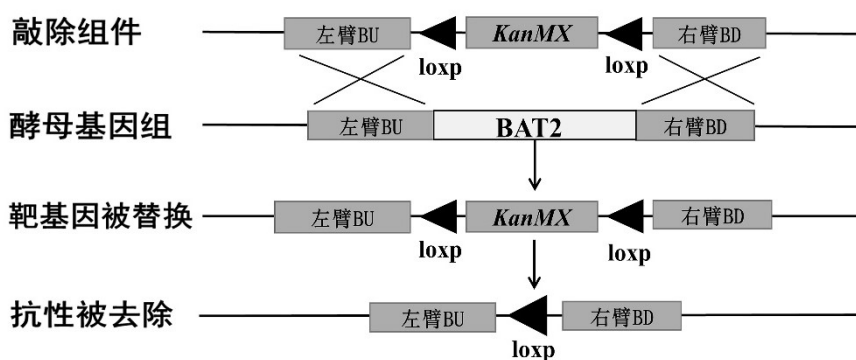 敲除组件 左臂BU KanMX 右臂BD
loxp loxp
酵母基因组 左臂BU BAT2 右臂BD
靶基因被替换 左臂BU KanMX 右臂BD
loxp loxp
抗性被去除 左臂BU 右臂BD
loxp